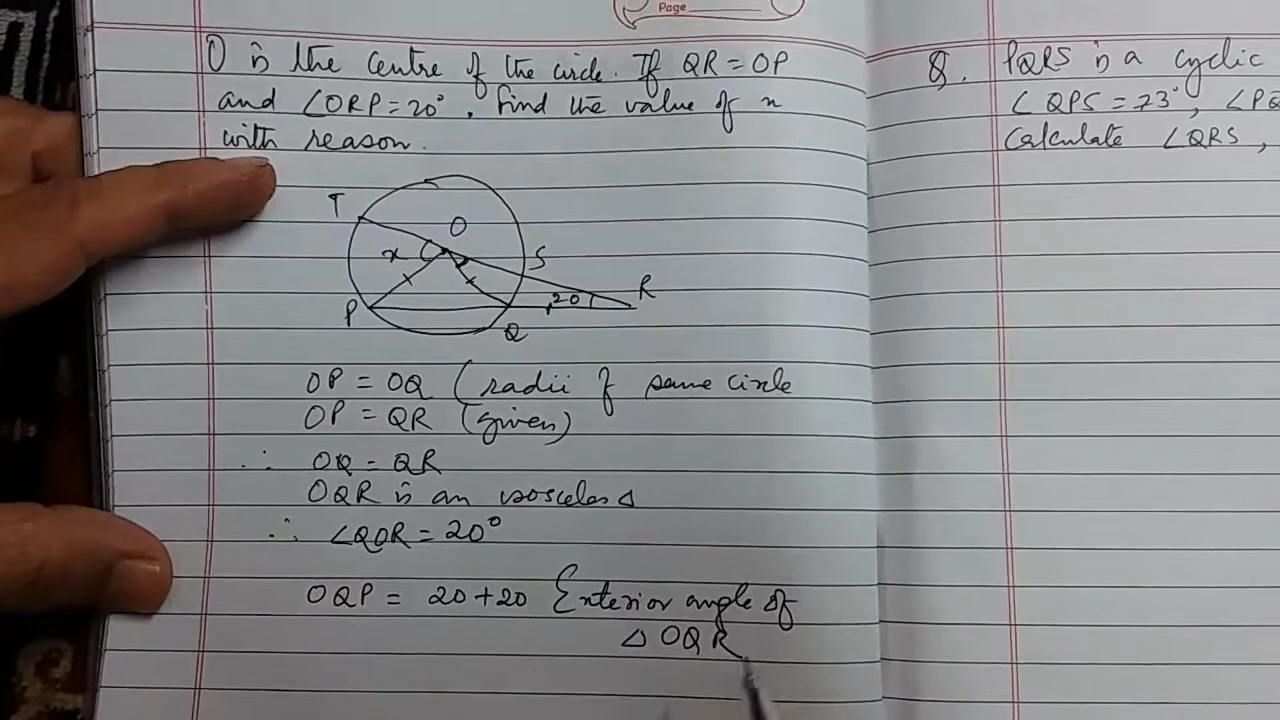 Page
O is the centre of the circle. If QR = OP
and ∠ORP = 20°, find the value of x
with reason.
T
O
x
S
R
20
P
Q
OP = OQ (radii of same circle
OP = QR (given)
∴ OQ = QR
OQR is an isosceles Δ
∴ ∠QOR = 20°
OQP = 20+20 {Exterior angle of
Δ OQR
Q. PQRS is a cyclic
∠QPS = 73°, ∠PQ
Calculate ∠QRS,